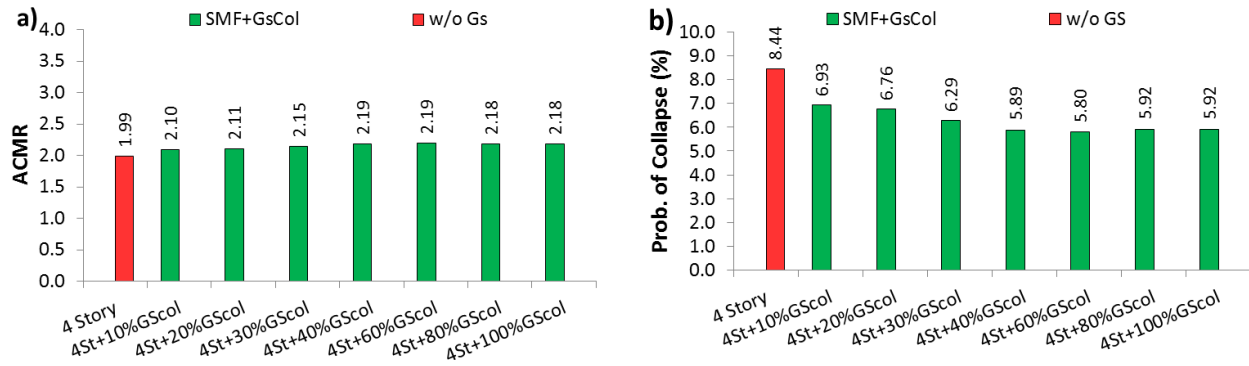 a)
SMF+GsCol
w/o Gs
ACMR
4.0
3.5
3.0
2.5
2.0
1.5
1.0
0.5
0.0
1.99
2.10
2.11
2.15
2.19
2.19
2.18
2.18
4 Story
4St+10%GScol
4St+20%GScol
4St+30%GScol
4St+40%GScol
4St+60%GScol
4St+80%GScol
4St+100%GScol
b)
SMF+GsCol
w/o GS
Prob. of Collapse (%)
10.0
9.0
8.0
7.0
6.0
5.0
4.0
3.0
2.0
1.0
0.0
8.44
6.93
6.76
6.29
5.89
5.80
5.92
5.92
4 Story
4St+10%GScol
4St+20%GScol
4St+30%GScol
4St+40%GScol
4St+60%GScol
4St+80%GScol
4St+100%GScol